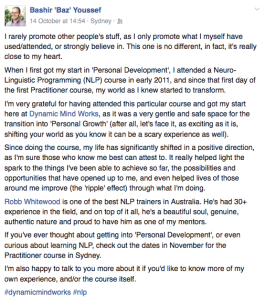 Bashir 'Baz' Youssef
14 October at 14:54 · Sydney ·
I rarely promote other people's stuff, as I only promote what I myself have
used/attended, or strongly believe in. This one is no different, in fact, it's really
close to my heart.
When I first got my start in 'Personal Development', I attended a Neuro-
Linguistic Programming (NLP) course in early 2011, and since that first day of
the first Practitioner course, my world as I knew started to transform.
I'm very grateful for having attended this particular course and got my start
here at Dynamic Mind Works, as it was a very gentle and safe space for the
transition into 'Personal Growth' (after all, let's face it, as exciting as it is,
shifting your world as you know it can be a scary experience as well).
Since doing the course, my life has significantly shifted in a positive direction,
as I'm sure those who know me best can attest to. It really helped light the
spark to the things I've been able to achieve so far, the possibilities and
opportunities that have opened up to me, and even helped lives of those
around me improve (the 'ripple' effect) through what I'm doing.
Robb Whitewood is one of the best NLP trainers in Australia. He's had 30+
experience in the field, and on top of it all, he's a beautiful soul, genuine,
authentic nature and proud to have him as one of my mentors.
If you've ever thought about getting into 'Personal Development', or even
curious about learning NLP, check out the dates in November for the
Practitioner course in Sydney.
I'm also happy to talk to you more about it if you'd like to know more of my
own experience, and/or the course itself.
#dynamicmindworks #nlp